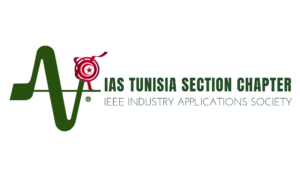 IAS TUNISIA SECTION CHAPTER
IEEE INDUSTRY APPLICATIONS SOCIETY
®